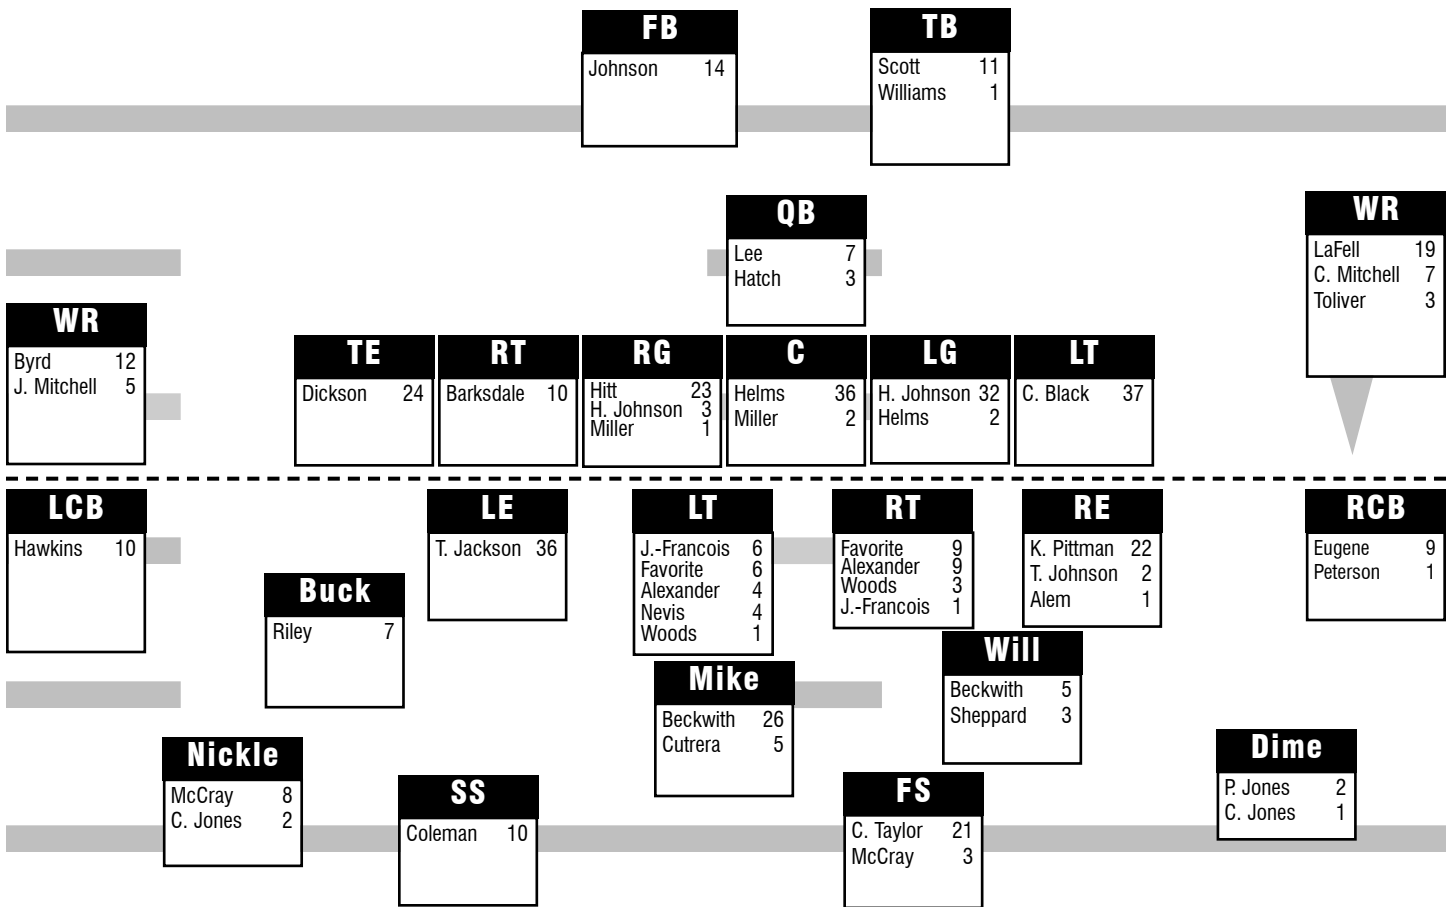 FB
Johnson 14
TB
Scott 11
Williams 1
QB
Lee 7
Hatch 3
WR
LaFell 19
C. Mitchell 7
Toliver 3
WR
Byrd 12
J. Mitchell 5
TE
Dickson 24
RT
Barksdale 10
RG
Hitt 23
H. Johnson 3
Miller 1
C
Helms 36
Miller 2
LG
H. Johnson 32
Helms 2
LT
C. Black 37
LCB
Hawkins 10
Buck
Riley 7
LE
T. Jackson 36
LT
J.-Francois 6
Favorite 6
Alexander 4
Nevis 4
Woods 1
RT
Favorite 9
Alexander 9
Woods 3
J.-Francois 1
RE
K. Pittman 22
T. Johnson 2
Alem 1
RCB
Eugene 9
Peterson 1
Mike
Beckwith 26
Cutrera 5
Will
Beckwith 5
Sheppard 3
Nickle
McCray 8
C. Jones 2
SS
Coleman 10
FS
C. Taylor 21
McCray 3
Dime
P. Jones 2
C. Jones 1